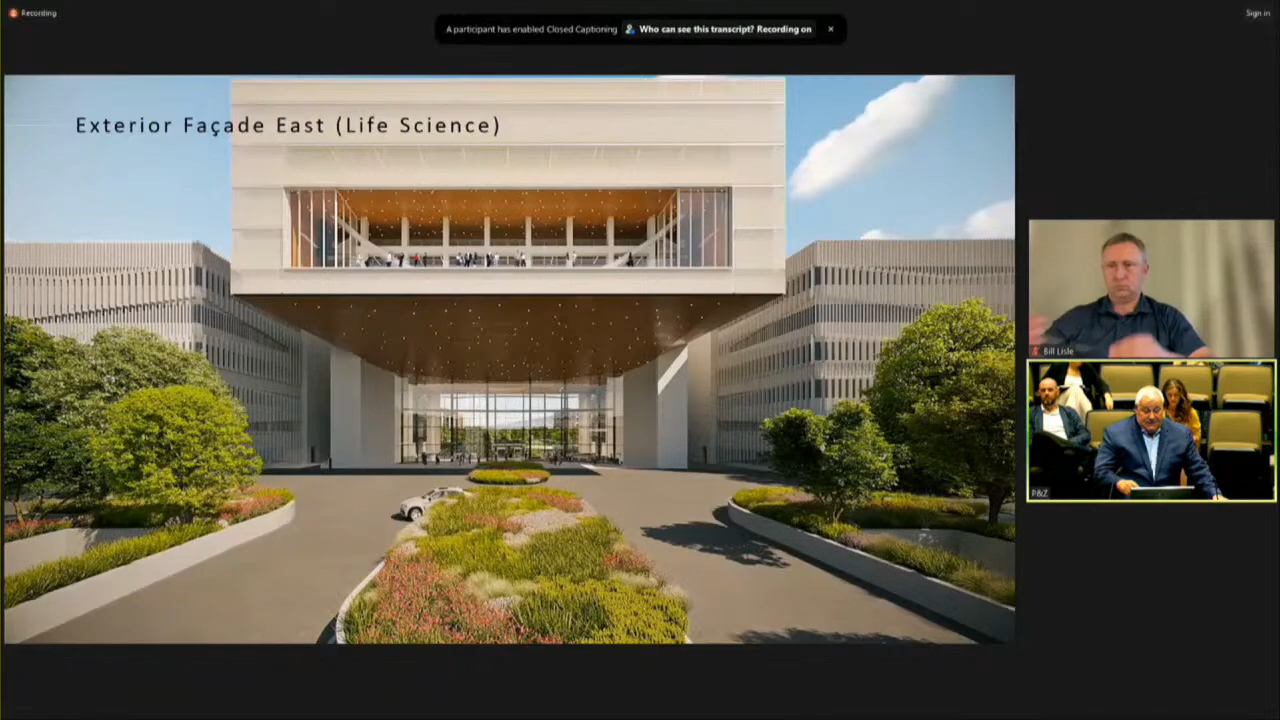 Recording
Sign in
A participant has enabled Closed Captioning Who can see this transcript? Recording on
Exterior Façade East (Life Science)
Bill Lisle
P&Z